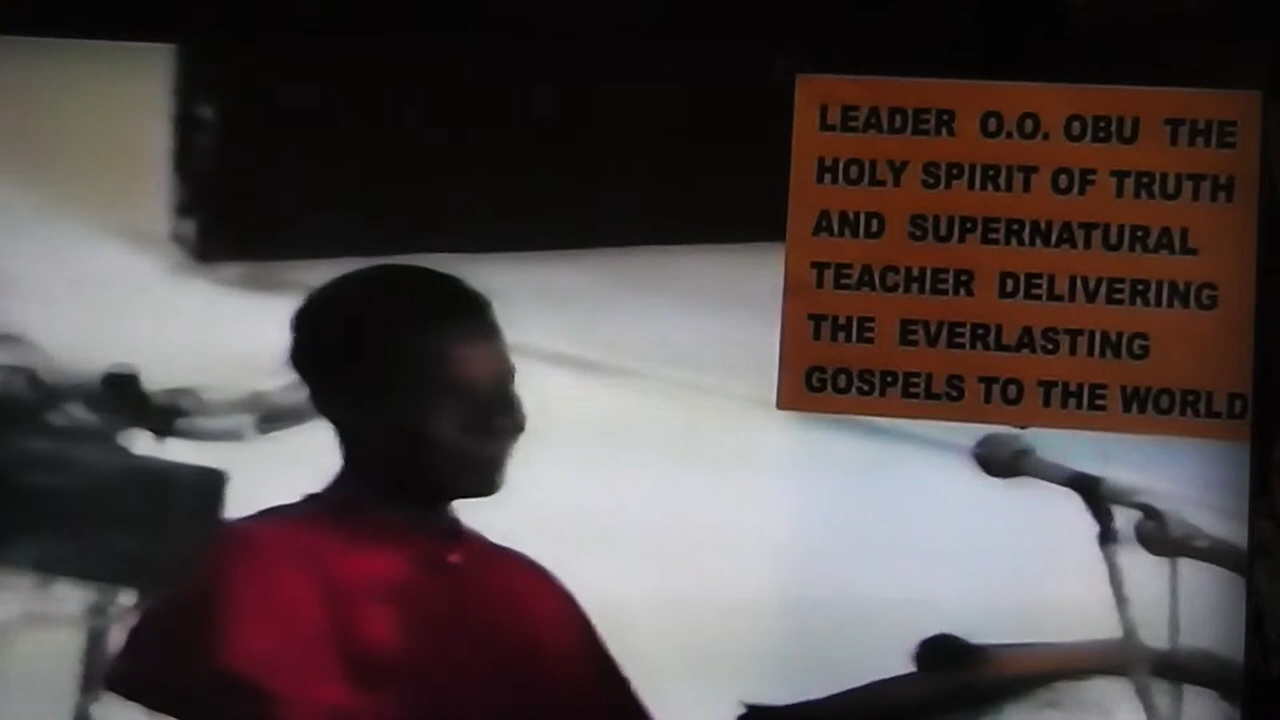 LEADER O.O. OBU THE
HOLY SPIRIT OF TRUTH
AND SUPERNATURAL
TEACHER DELIVERING
THE EVERLASTING
GOSPELS TO THE WORLD